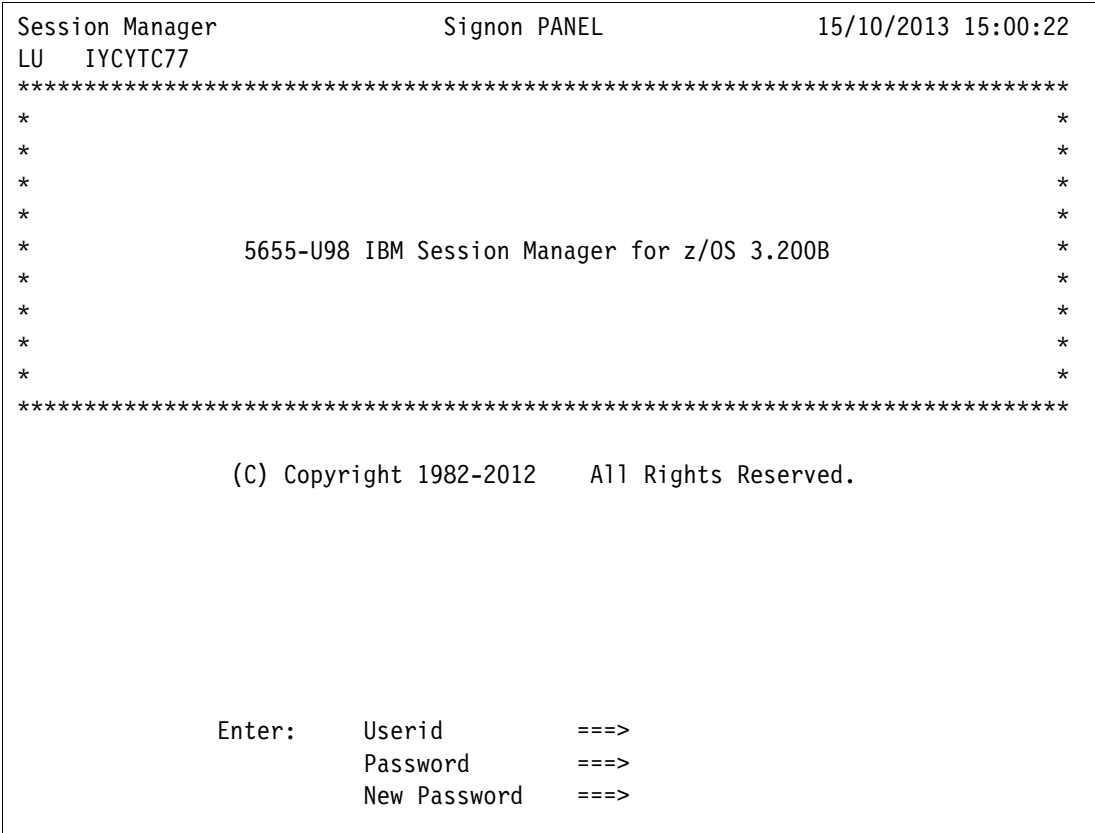 Session Manager Signon PANEL 15/10/2013 15:00:22
LU IYCYTC77
*******************************************************************************
* *
* *
* *
* *
* 5655-U98 IBM Session Manager for z/OS 3.200B *
* *
* *
* *
* *
*******************************************************************************
(C) Copyright 1982-2012 All Rights Reserved.
Enter: Userid ===>
Password ===>
New Password ===>